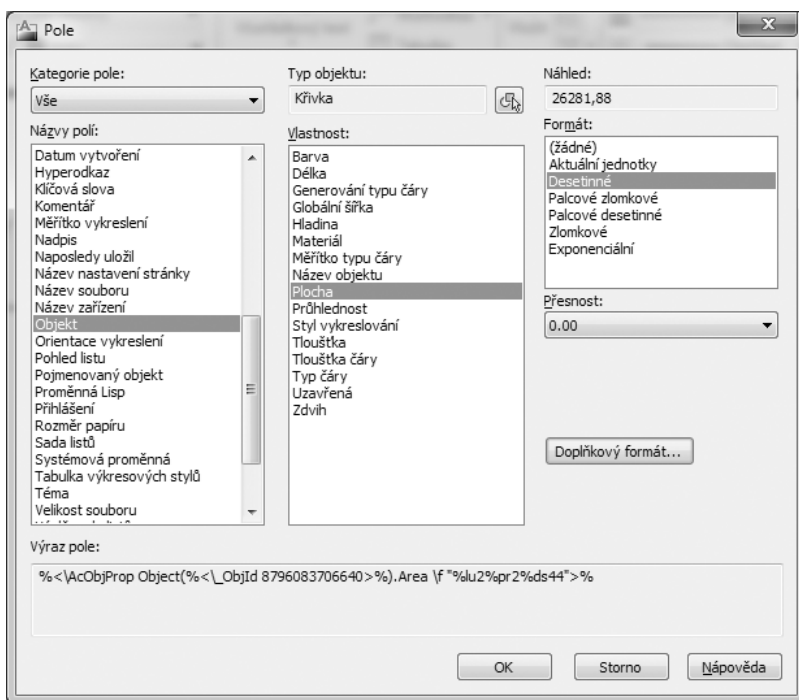 Pole
Kategorie pole:
Vše
Názvy polí:
Datum vytvoření
Hyperodkaz
Klíčová slova
Komentář
Měřítko vykreslení
Nadpis
Naposledy uložil
Název nastavení stránky
Název souboru
Název zařízení
Objekt
Orientace vykreslení
Pohled listu
Pojmenovaný objekt
Proměnná Lisp
Přihlášení
Rozměr papíru
Sada listů
Systémová proměnná
Tabulka výkresových stylů
Téma
Velikost souboru
Typ objektu:
Křivka
Vlastnost:
Barva
Délka
Generování typu čáry
Globální šířka
Hladina
Materiál
Měřítko typu čáry
Název objektu
Plocha
Průhlednost
Styl vykreslování
Tloušťka
Tloušťka čáry
Typ čáry
Uzavřená
Zdvih
Náhled:
26281,88
Formát:
(žádné)
Aktuální jednotky
Desetinné
Palcové zlomkové
Palcové desetinné
Zlomkové
Exponenciální
Přesnost:
0.00
Doplňkový formát...
Výraz pole:
%<\AcObjProp Object(%<\_ObjId 8796083706640>%).Area \f "%lu2%pr2%ds44">%
OK
Storno
Nápověda